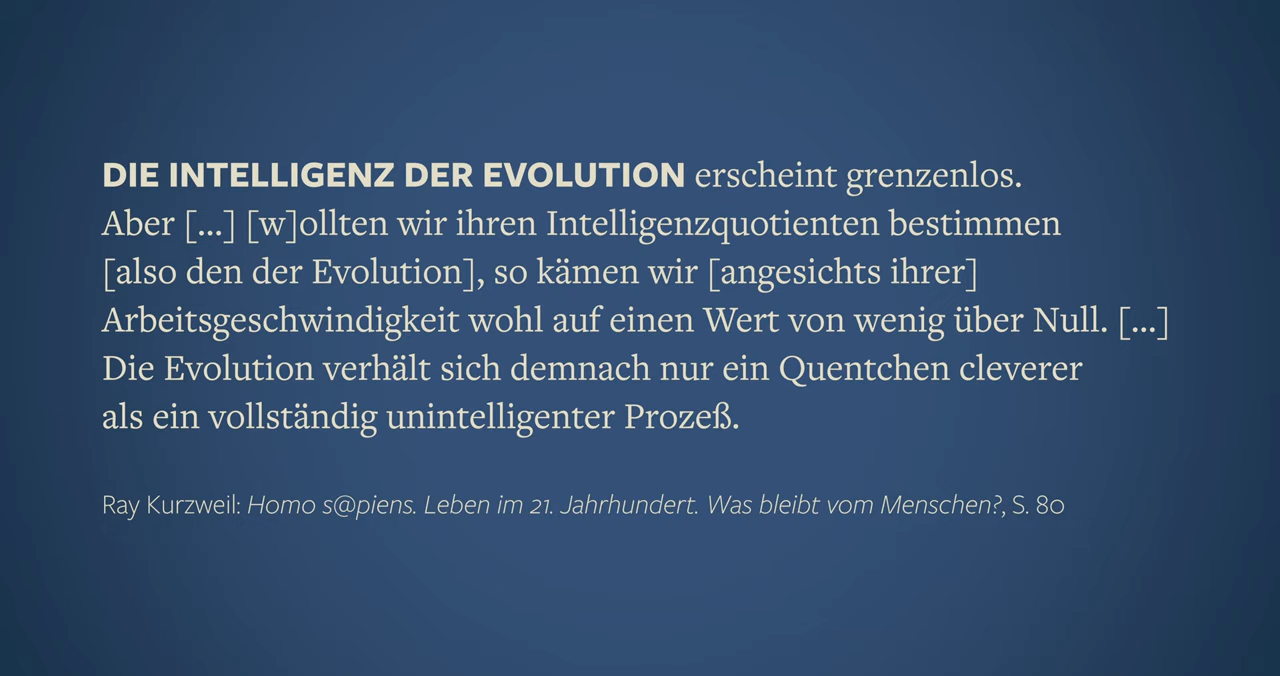 DIE INTELLIGENZ DER EVOLUTION erscheint grenzenlos.
Aber [...] [w]ollten wir ihren Intelligenzquotienten bestimmen
[also den der Evolution], so kämen wir [angesichts ihrer]
Arbeitsgeschwindigkeit wohl auf einen Wert von wenig über Null. [...]
Die Evolution verhält sich demnach nur ein Quentchen cleverer
als ein vollständig unintelligenter Prozeß.
Ray Kurzweil: Homo s@piens. Leben im 21. Jahrhundert. Was bleibt vom Menschen?, S. 80